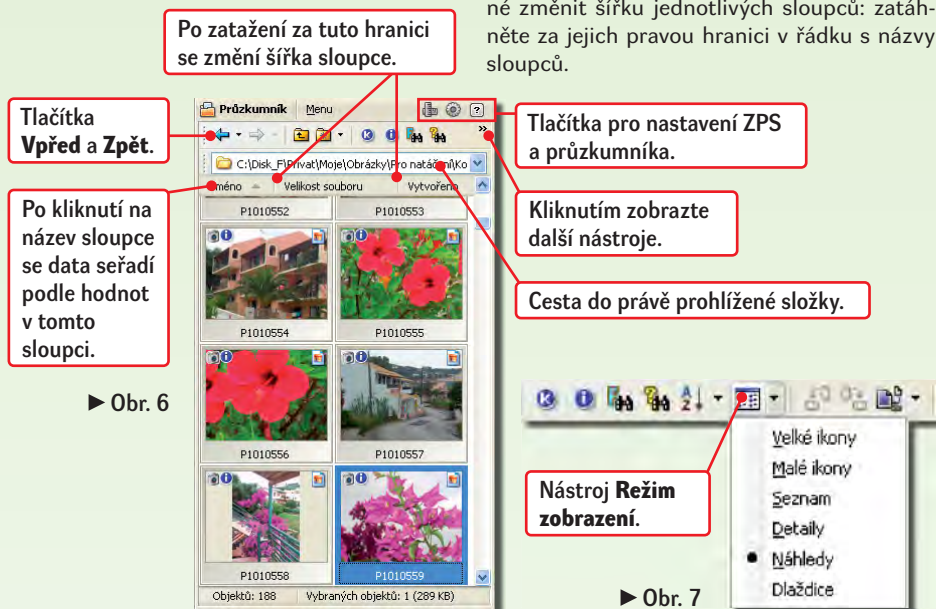 né změnit šířku jednotlivých sloupců: zatáh-
něte za jejich pravou hranici v řádku s názvy
sloupců.
Po zatažení za tuto hranici
se změní šířka sloupce.
Tlačítka
Vpřed a Zpět.
Po kliknutí na
název sloupce
se data seřadí
podle hodnot
v tomto
sloupci.
► Obr. 6
Průzkumník Menu
C:\Disk_F\Privat\Moje\Obrázky\Pro natáčení\Ko
Jméno Velikost souboru Vytvořeno
P1010552 P1010553
P1010554 P1010555
P1010556 P1010557
P1010558 P1010559
Objektů: 188 Vybraných objektů: 1 (289 KB)
Tlačítka pro nastavení ZPS
a průzkumníka.
Kliknutím zobrazte
další nástroje.
Cesta do právě prohlížené složky.
Nástroj Režim
zobrazení.
Velké ikony
Malé ikony
Seznam
Detaily
Náhledy
Dlaždice
► Obr. 7